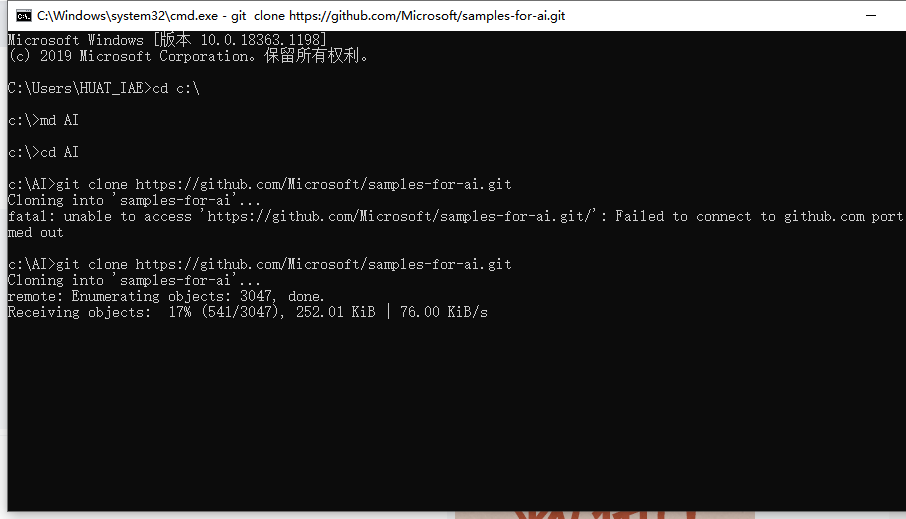 C:\Windows\system32\cmd.exe - git  clone https://github.com/Microsoft/samples-for-ai.git
Microsoft Windows [版本 10.0.18363.1198]
(c) 2019 Microsoft Corporation。保留所有权利。
C:\Users\HUAT_IAE>cd c:\
c:\>md AI
c:\>cd AI
c:\AI>git clone https://github.com/Microsoft/samples-for-ai.git
Cloning into 'samples-for-ai'...
fatal: unable to access 'https://github.com/Microsoft/samples-for-ai.git/': Failed to connect to github.com port
med out
c:\AI>git clone https://github.com/Microsoft/samples-for-ai.git
Cloning into 'samples-for-ai'...
remote: Enumerating objects: 3047, done.
Receiving objects:  17% (541/3047), 252.01 KiB | 76.00 KiB/s